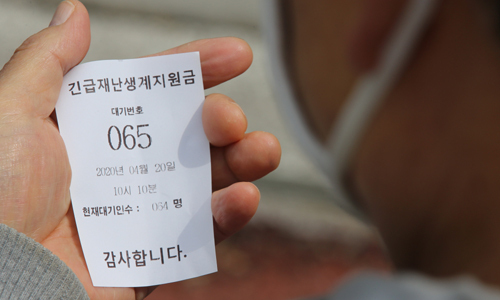 긴급재난생계지원금
대기번호
065
2020년 04월 20일
10시 10분
현재대기인수 : 064 명
감사합니다.